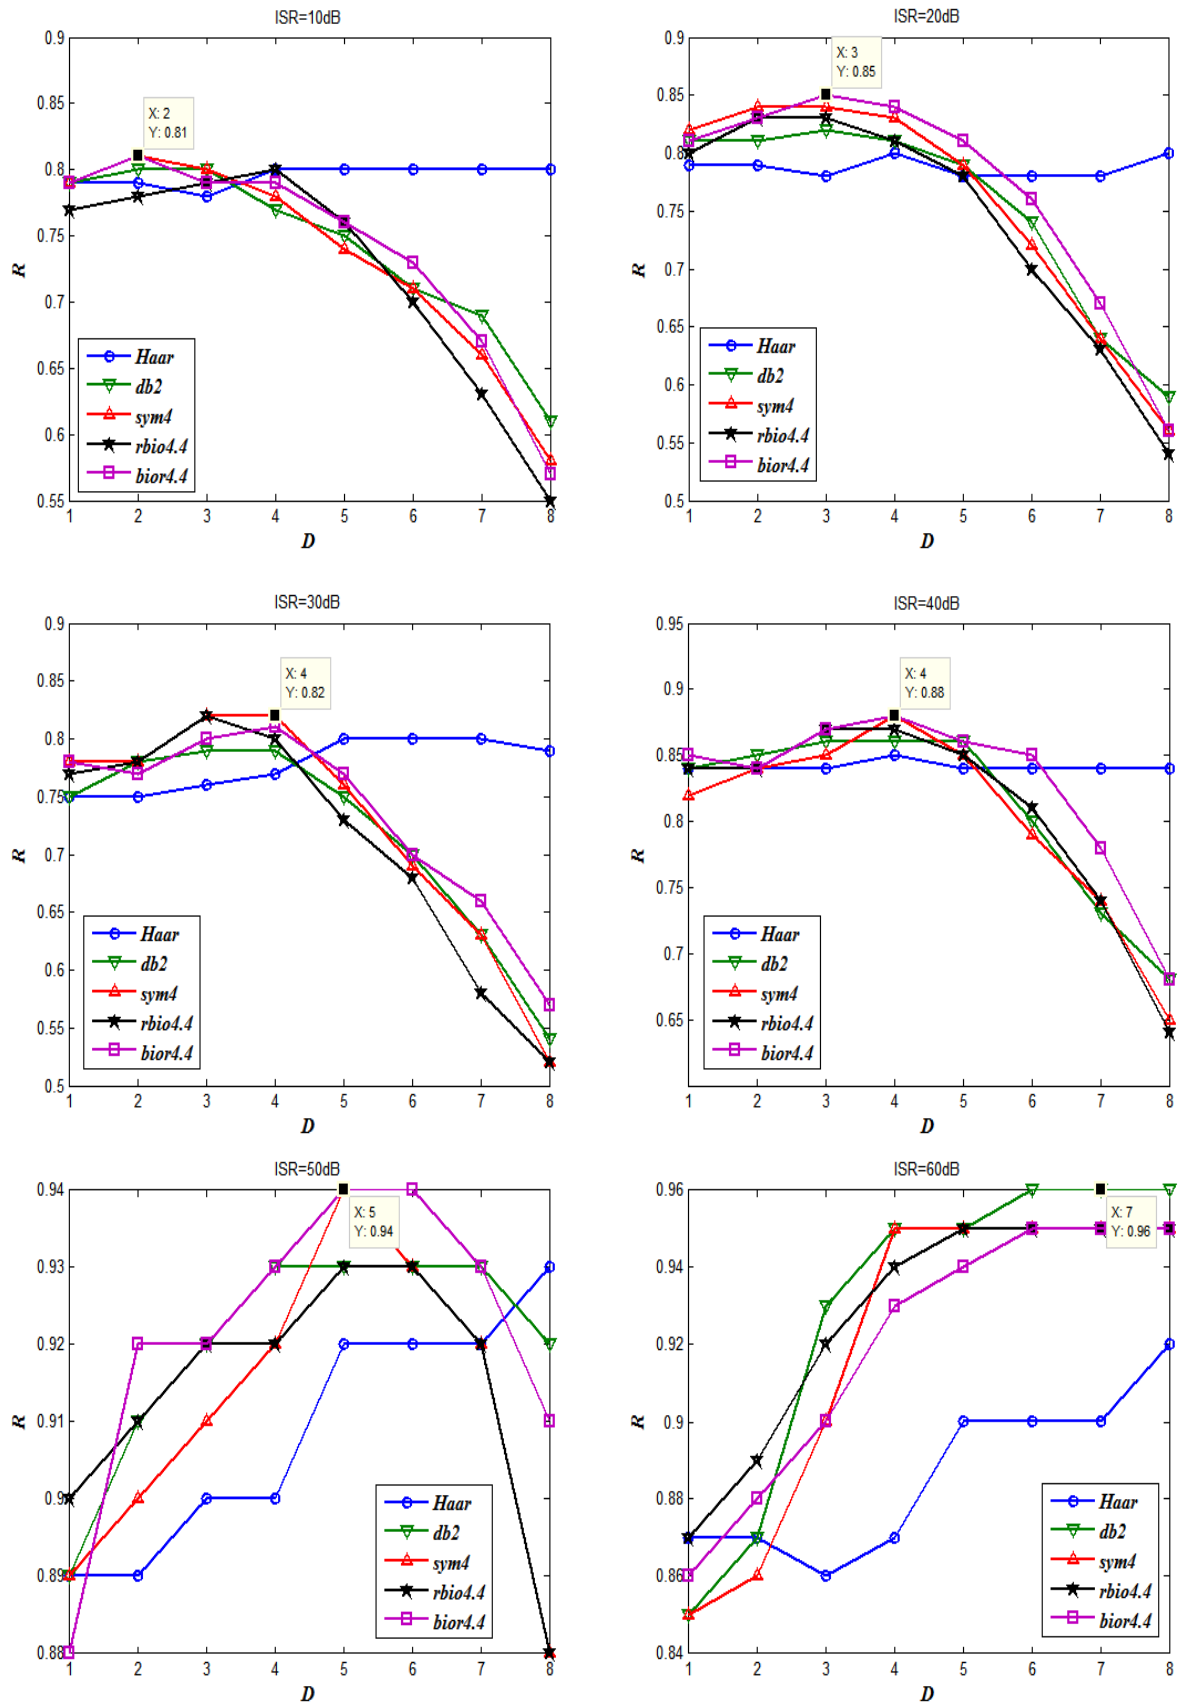 ISR=10dB
0.9
0.85
0.8
0.75
0.7
0.65
0.6
0.55
R
X: 2
Y: 0.81
Haar
db2
sym4
rbio4.4
bior4.4
1 2 3 4 5 6 7 8
D
ISR=20dB
0.9
0.85
0.8
0.75
0.7
0.65
0.6
0.55
0.5
R
X: 3
Y: 0.85
Haar
db2
sym4
rbio4.4
bior4.4
1 2 3 4 5 6 7 8
D
ISR=30dB
0.9
0.85
0.8
0.75
0.7
0.65
0.6
0.55
0.5
R
X: 4
Y: 0.82
Haar
db2
sym4
rbio4.4
bior4.4
1 2 3 4 5 6 7 8
D
ISR=40dB
0.95
0.9
0.85
0.8
0.75
0.7
0.65
R
X: 4
Y: 0.88
Haar
db2
sym4
rbio4.4
bior4.4
1 2 3 4 5 6 7 8
D
ISR=50dB
0.94
0.93
0.92
0.91
0.9
0.89
0.88
R
X: 5
Y: 0.94
Haar
db2
sym4
rbio4.4
bior4.4
1 2 3 4 5 6 7 8
D
ISR=60dB
0.96
0.94
0.92
0.9
0.88
0.86
0.84
R
X: 7
Y: 0.96
Haar
db2
sym4
rbio4.4
bior4.4
1 2 3 4 5 6 7 8
D